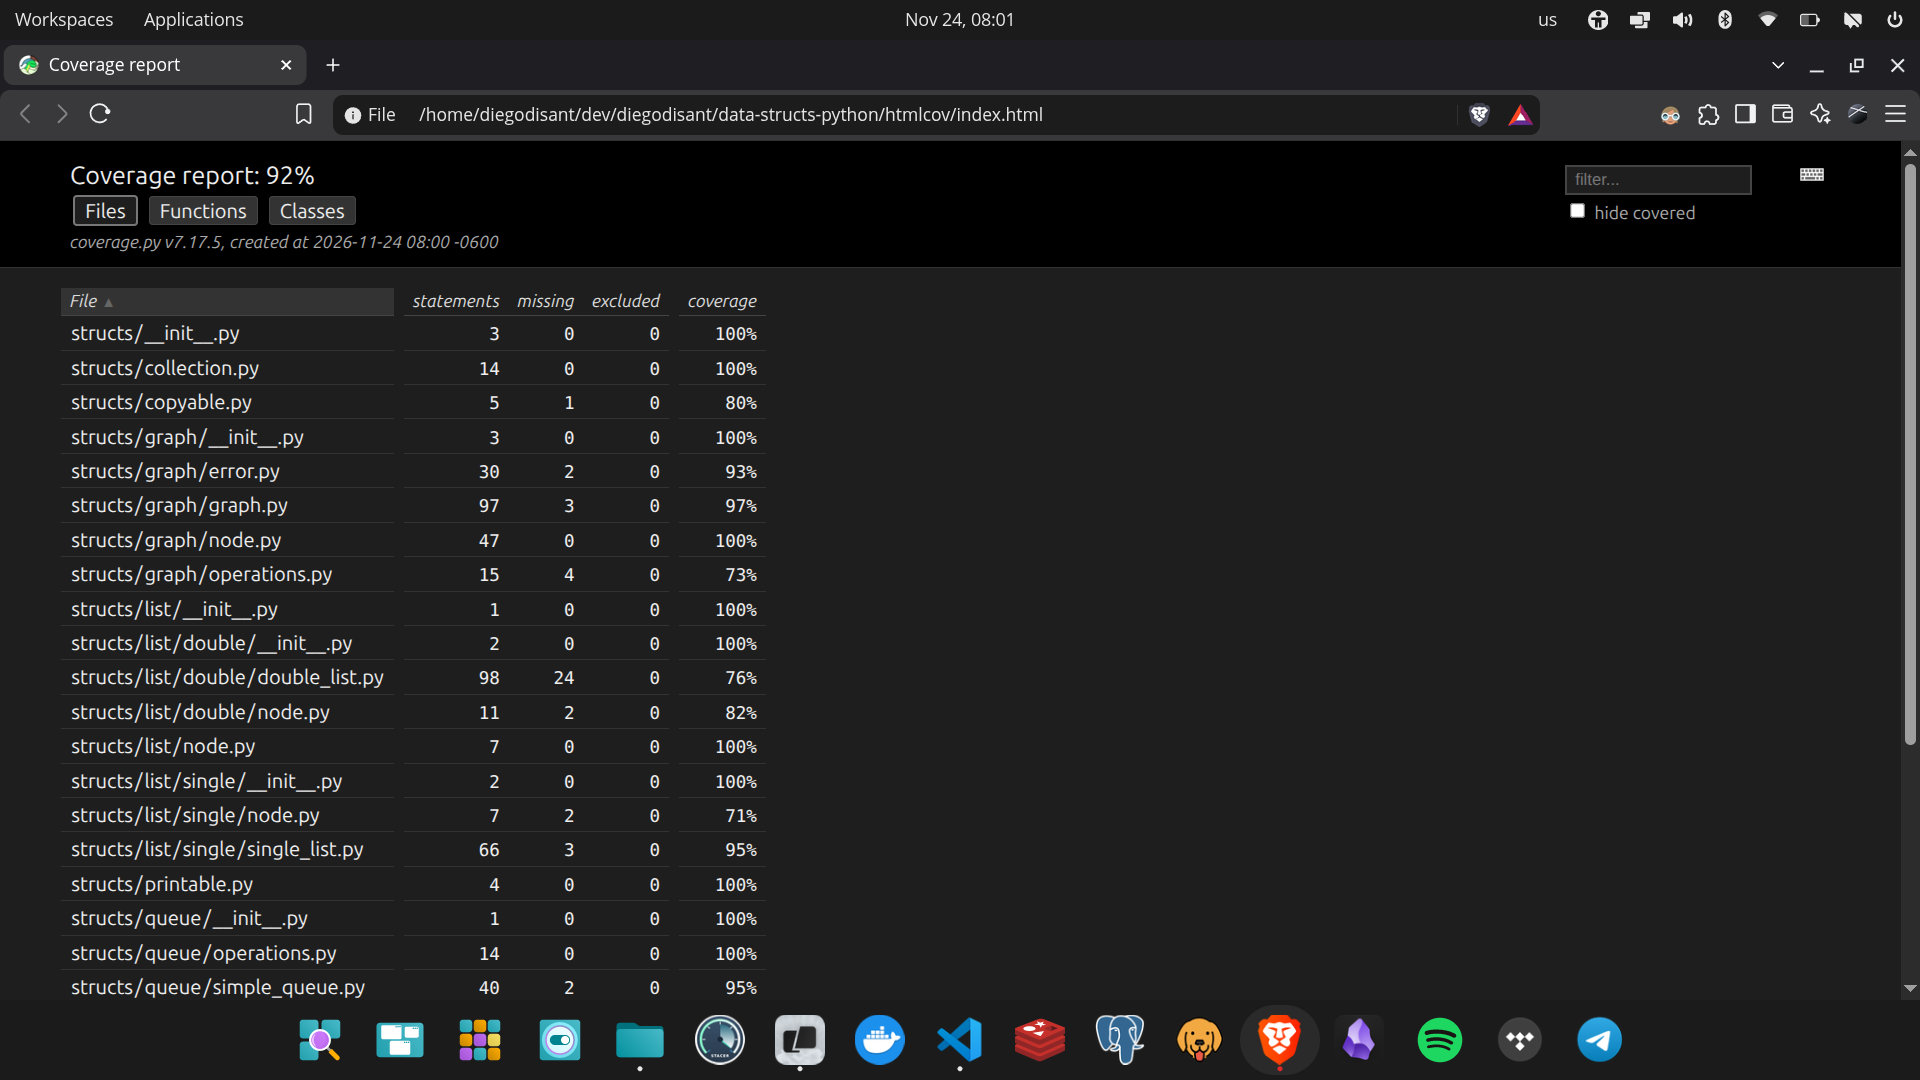 Workspaces Applications Nov 24, 08:01 us
Coverage report
File /home/diegodisant/dev/diegodisant/data-structs-python/htmlcov/index.html
Coverage report: 92%
filter...
Files Functions Classes
hide covered
coverage.py v7.17.5, created at 2026-11-24 08:00 -0600
File ▲ statements missing excluded coverage
structs/__init__.py 3 0 0 100%
structs/collection.py 14 0 0 100%
structs/copyable.py 5 1 0 80%
structs/graph/__init__.py 3 0 0 100%
structs/graph/error.py 30 2 0 93%
structs/graph/graph.py 97 3 0 97%
structs/graph/node.py 47 0 0 100%
structs/graph/operations.py 15 4 0 73%
structs/list/__init__.py 1 0 0 100%
structs/list/double/__init__.py 2 0 0 100%
structs/list/double/double_list.py 98 24 0 76%
structs/list/double/node.py 11 2 0 82%
structs/list/node.py 7 0 0 100%
structs/list/single/__init__.py 2 0 0 100%
structs/list/single/node.py 7 2 0 71%
structs/list/single/single_list.py 66 3 0 95%
structs/printable.py 4 0 0 100%
structs/queue/__init__.py 1 0 0 100%
structs/queue/operations.py 14 0 0 100%
structs/queue/simple_queue.py 40 2 0 95%
STACER